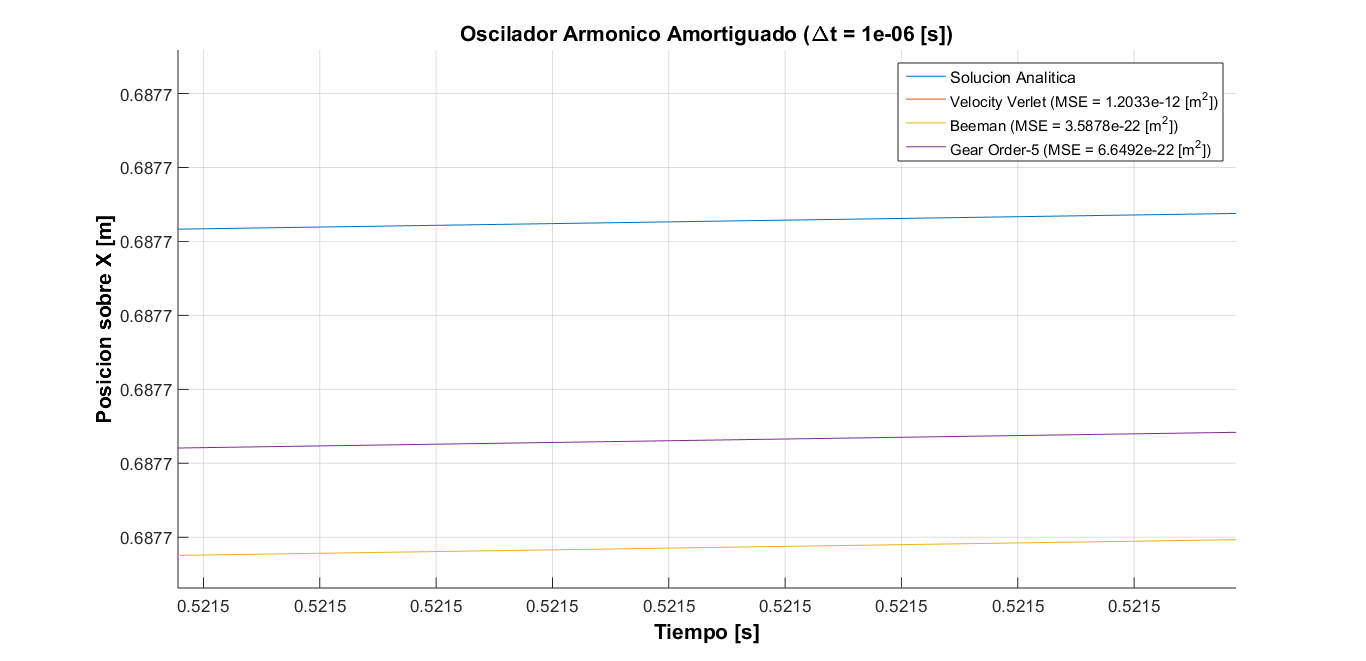 Oscilador Armonico Amortiguado (Δt = 1e-06 [s])
Solucion Analitica
Velocity Verlet (MSE = 1.2033e-12 [m²])
Beeman (MSE = 3.5878e-22 [m²])
Gear Order-5 (MSE = 6.6492e-22 [m²])
Posicion sobre X [m]
0.6877
0.6877
0.6877
0.6877
0.6877
0.6877
0.6877
0.5215 0.5215 0.5215 0.5215 0.5215 0.5215 0.5215 0.5215 0.5215
Tiempo [s]